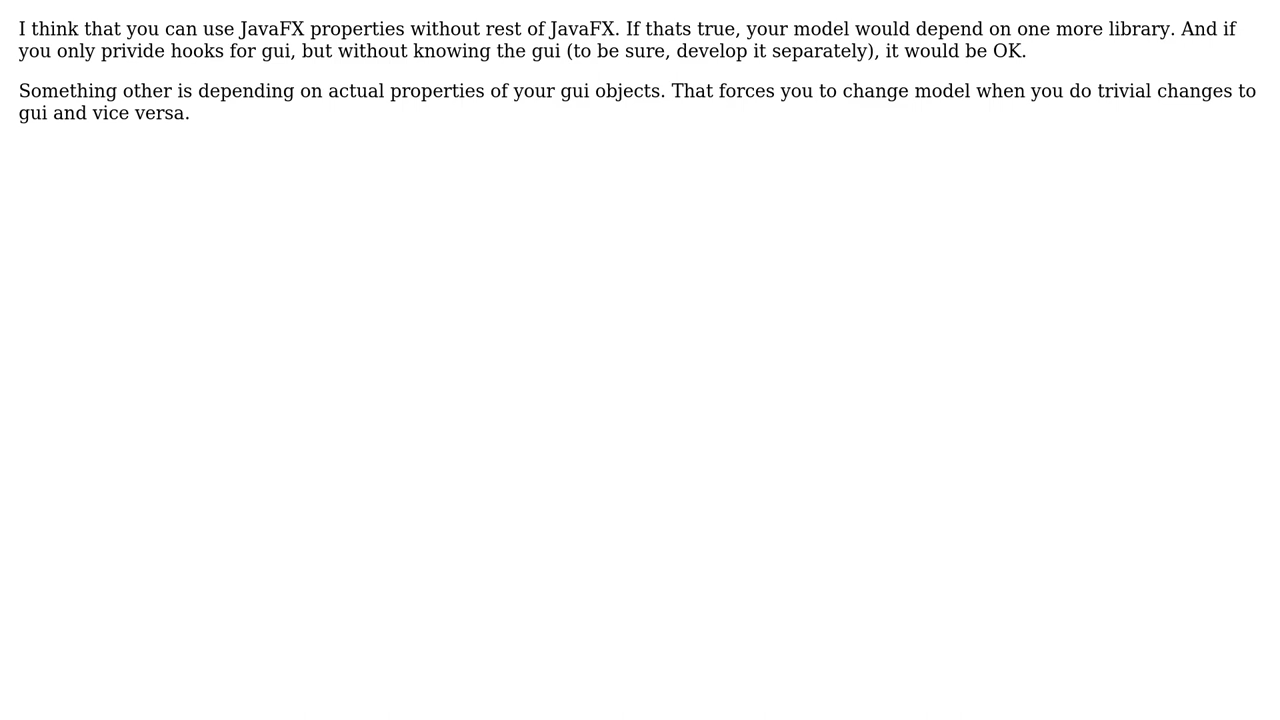 I think that you can use JavaFX properties without rest of JavaFX. If thats true, your model would depend on one more library. And if
you only privide hooks for gui, but without knowing the gui (to be sure, develop it separately), it would be OK.
Something other is depending on actual properties of your gui objects. That forces you to change model when you do trivial changes to
gui and vice versa.